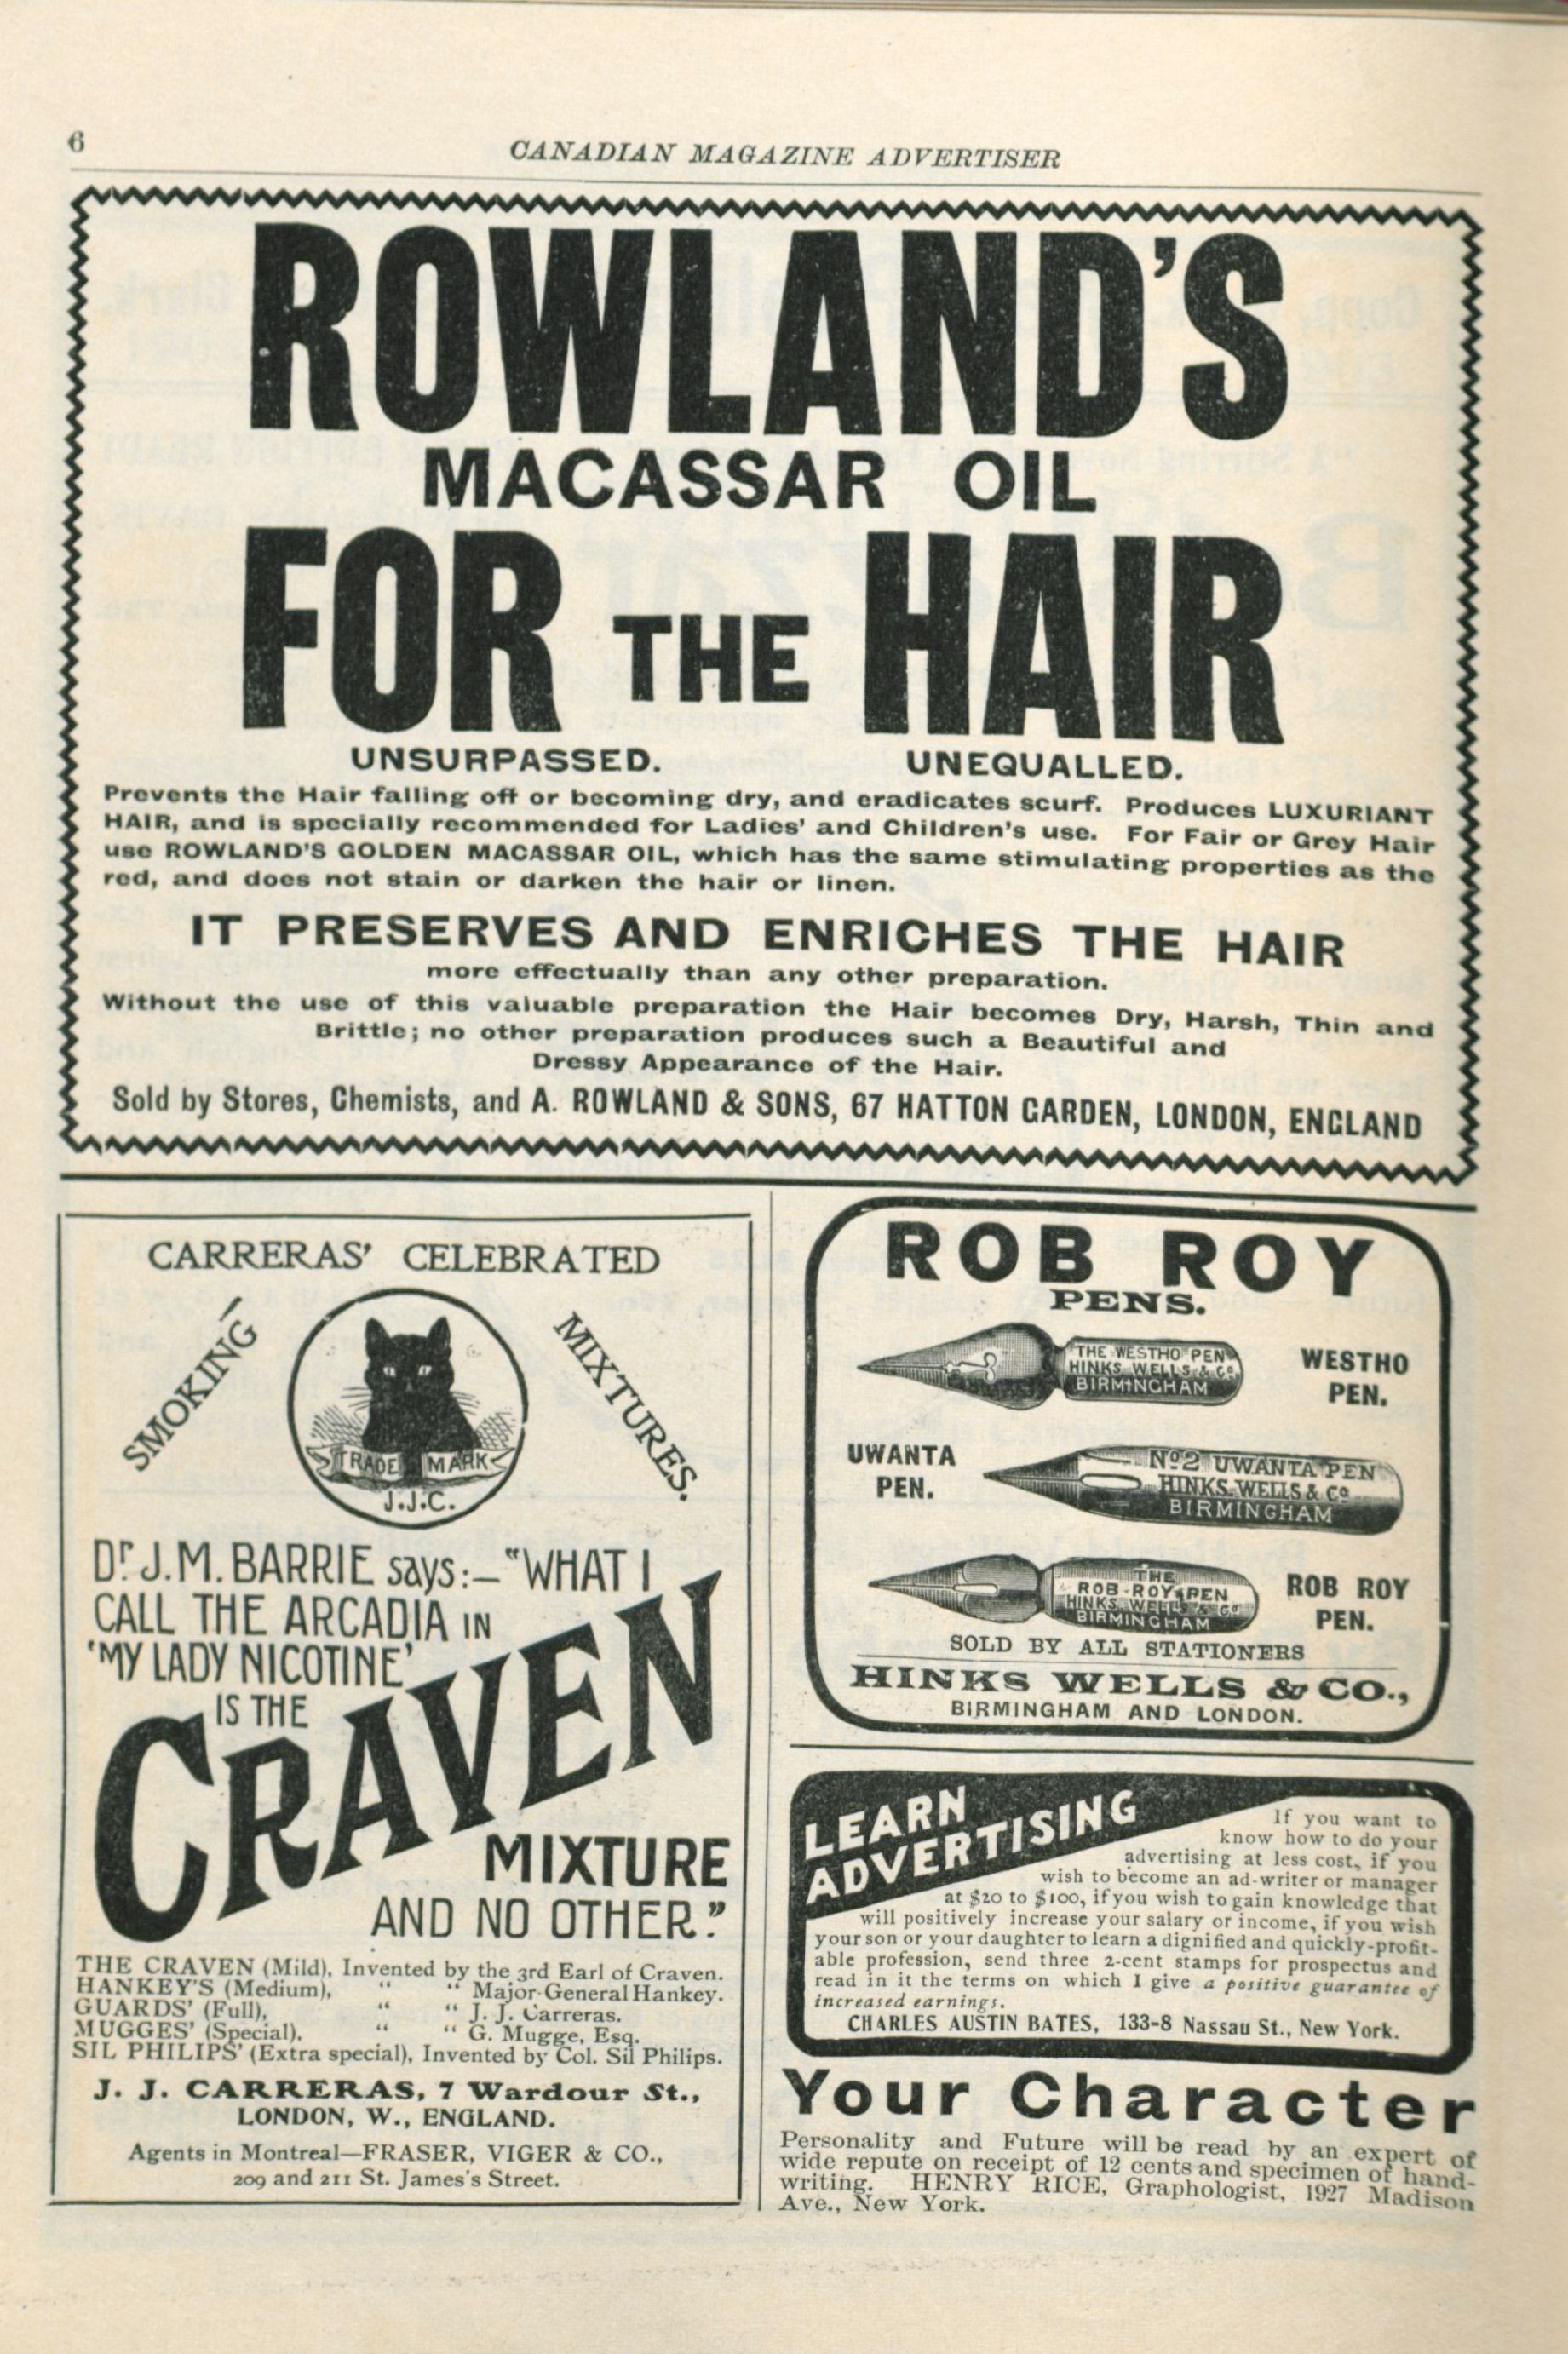 6
CANADIAN MAGAZINE ADVERTISER
ROWLAND'S
MACASSAR OIL
FOR THE HAIR
UNSURPASSED. UNEQUALLED.
Prevents the Hair falling off or becoming dry, and eradicates scurf. Produces LUXURIANT
HAIR, and is specially recommended for Ladies' and Children's use. For Fair or Grey Hair
use ROWLAND'S GOLDEN MACASSAR OIL, which has the same stimulating properties as the
red, and does not stain or darken the hair or linen.
IT PRESERVES AND ENRICHES THE HAIR
more effectually than any other preparation.
Without the use of this valuable preparation the Hair becomes Dry, Harsh, Thin and
Brittle; no other preparation produces such a Beautiful and
Dressy Appearance of the Hair.
Sold by Stores, Chemists, and A. ROWLAND & SONS, 67 HATTON GARDEN, LONDON, ENGLAND
CARRERAS' CELEBRATED
SMOKING
MIXTURES.
TRADE MARK
J.J.C.
Dr. J.M. BARRIE says:— "WHAT I
CALL THE ARCADIA IN
'MY LADY NICOTINE'
IS THE
CRAVEN
MIXTURE
AND NO OTHER."
THE CRAVEN (Mild), Invented by the 3rd Earl of Craven.
HANKEY'S (Medium), " " Major-General Hankey.
GUARDS' (Full), " " J. J. Carreras.
MUGGES' (Special). " " G. Mugge, Esq.
SIL PHILIPS' (Extra special), Invented by Col. Sil Philips.
J. J. CARRERAS, 7 Wardour St.,
LONDON, W., ENGLAND.
Agents in Montreal—FRASER, VIGER & CO.,
209 and 211 St. James's Street.
ROB ROY
PENS.
THE WESTHO PEN
HINKS WELLS & Co.
BIRMINGHAM
WESTHO
PEN.
UWANTA
PEN.
No 2 UWANTA PEN
HINKS. WELLS & Co
BIRMINGHAM
THE
ROB-ROY PEN
HINKS WELLS & Co
BIRMINGHAM
ROB ROY
PEN.
SOLD BY ALL STATIONERS
HINKS WELLS & CO.,
BIRMINGHAM AND LONDON.
LEARN
ADVERTISING
If you want to
know how to do your
advertising at less cost, if you
wish to become an ad-writer or manager
at $20 to $100, if you wish to gain knowledge that
will positively increase your salary or income, if you wish
your son or your daughter to learn a dignified and quickly-profit-
able profession, send three 2-cent stamps for prospectus and
read in it the terms on which I give a positive guarantee of
increased earnings.
CHARLES AUSTIN BATES, 133-8 Nassau St., New York.
Your Character
Personality and Future will be read by an expert of
wide repute on receipt of 12 cents and specimen of hand-
writing. HENRY RICE, Graphologist, 1927 Madison
Ave., New York.